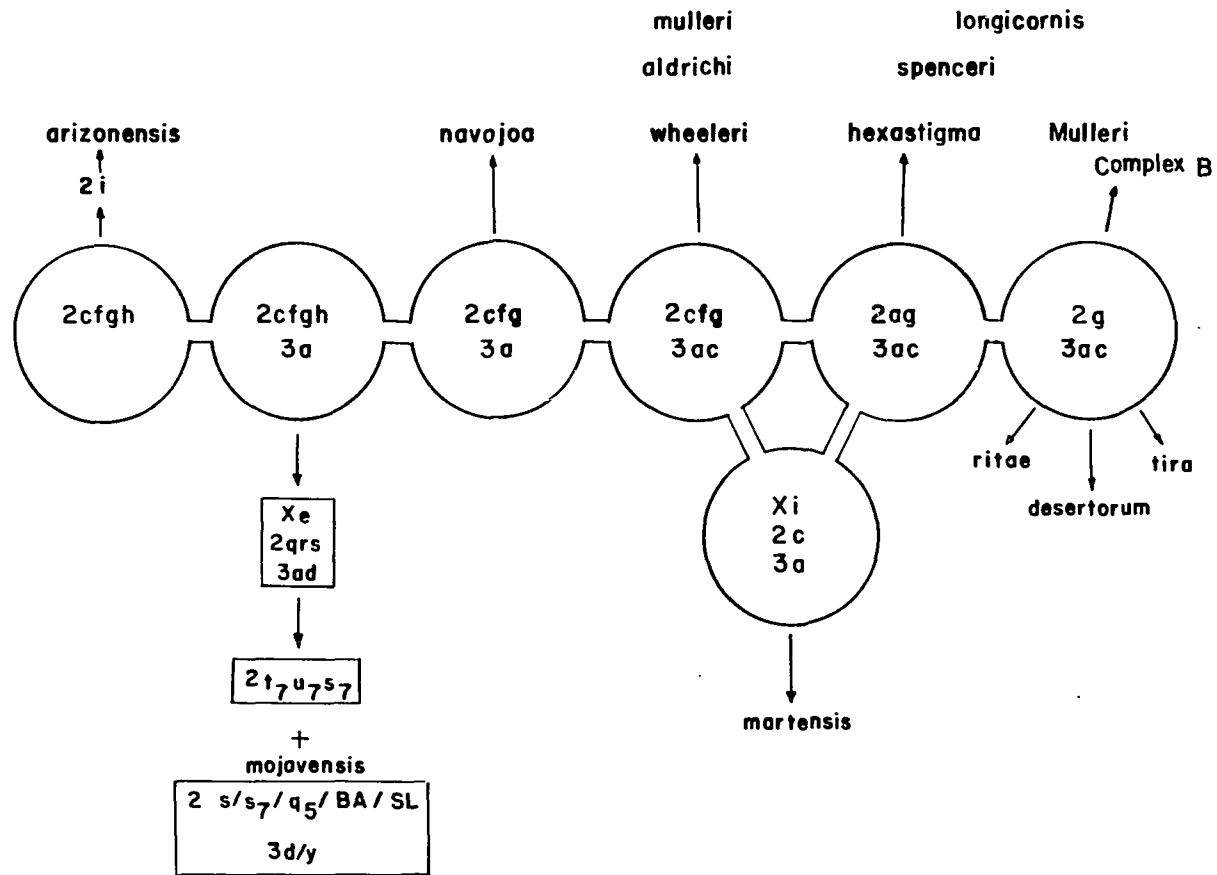 mulleri longicornis
aldrichi spenceri
arizonensis navojoa wheeleri hexastigma Mulleri
Complex B
2i
2cfgh 2cfgh 2cfg 2cfg 2ag 2g
3a 3a 3ac 3ac 3ac
ritae tira
desertorum
Xe
2qrs
3ad
Xi
2c
3a
2t7u7s7
martensis
+
mojavensis
2 s/s7/q5/BA/SL
3d/y